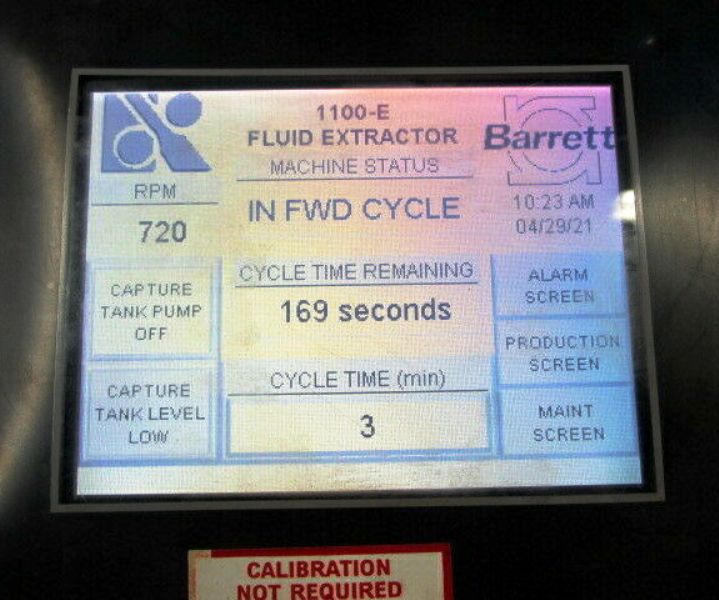 1100-E
FLUID EXTRACTOR
Barrett
MACHINE STATUS
RPM
IN FWD CYCLE
10:23 AM
04/29/21
720
CYCLE TIME REMAINING
169 seconds
CAPTURE
TANK PUMP
OFF
ALARM
SCREEN
PRODUCTION
SCREEN
CYCLE TIME (min)
3
CAPTURE
TANK LEVEL
LOW
MAINT
SCREEN
CALIBRATION
NOT REQUIRED